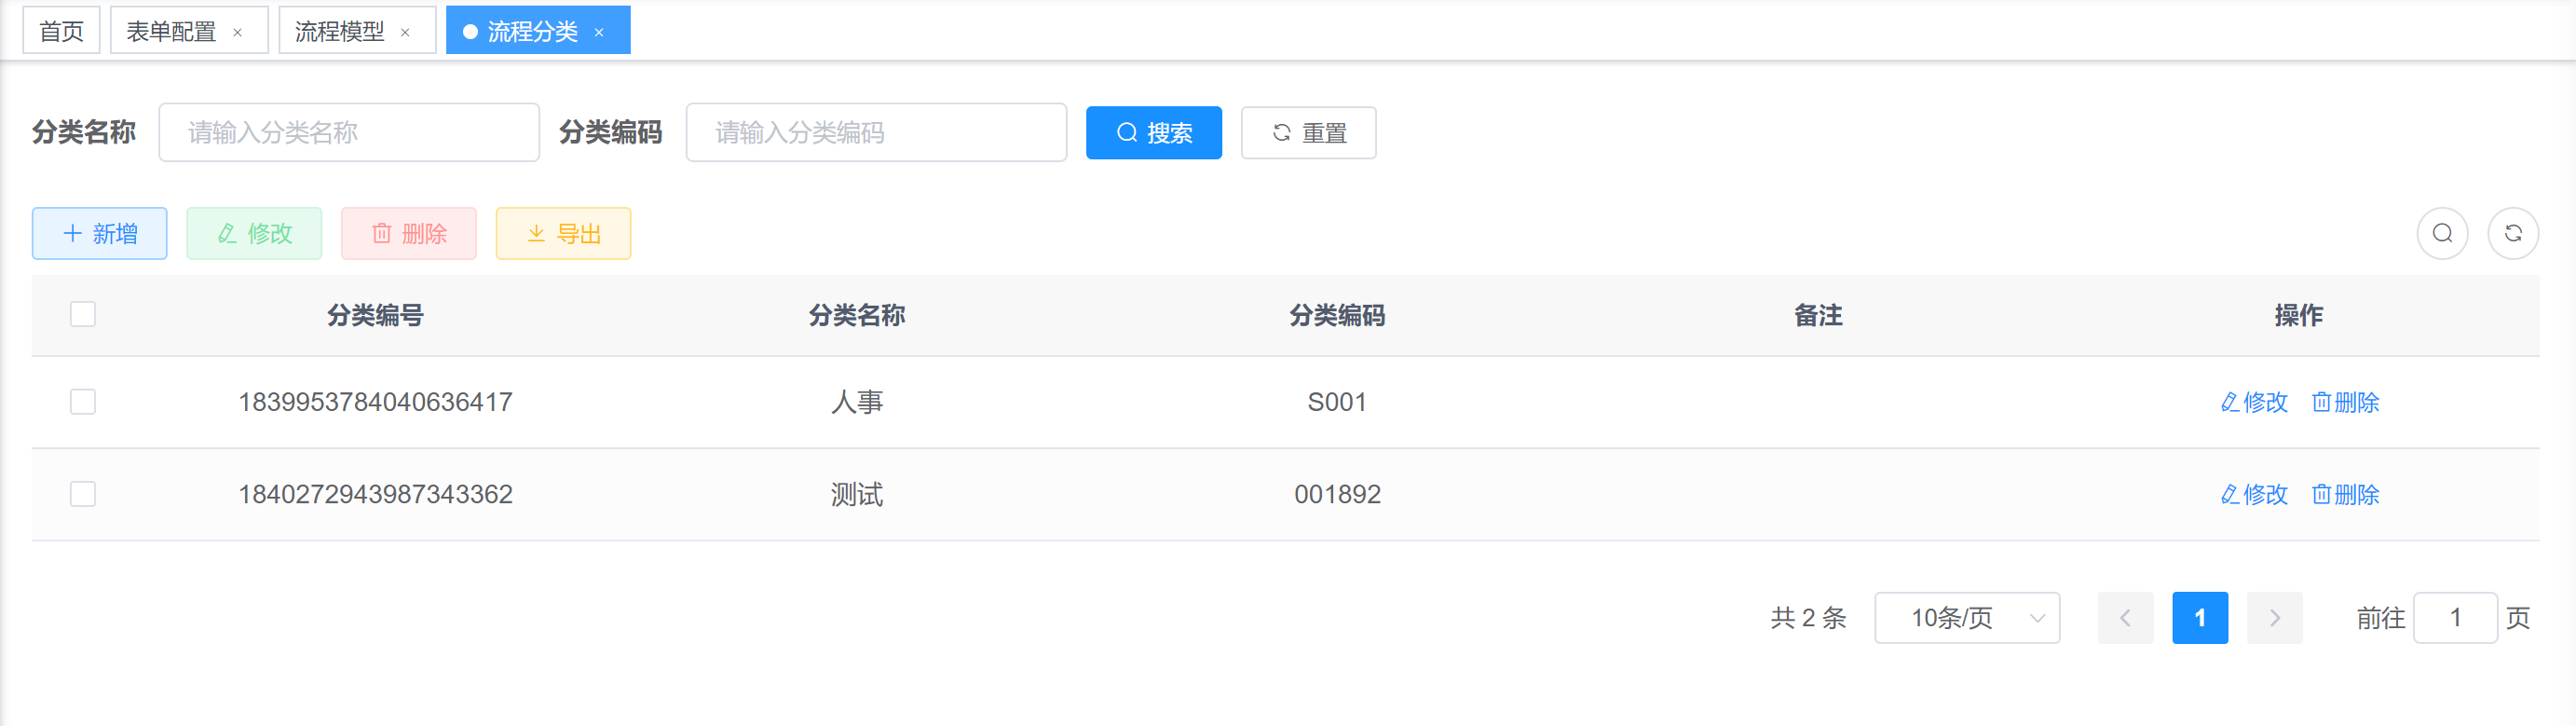 首页 表单配置 × 流程模型 × 流程分类 ×
分类名称 请输入分类名称 分类编码 请输入分类编码 搜索 重置
新增 修改 删除 导出
分类编号 分类名称 分类编码 备注 操作
1839953784040636417 人事 S001 修改 删除
1840272943987343362 测试 001892 修改 删除
共 2 条 10条/页 1 前往 1 页